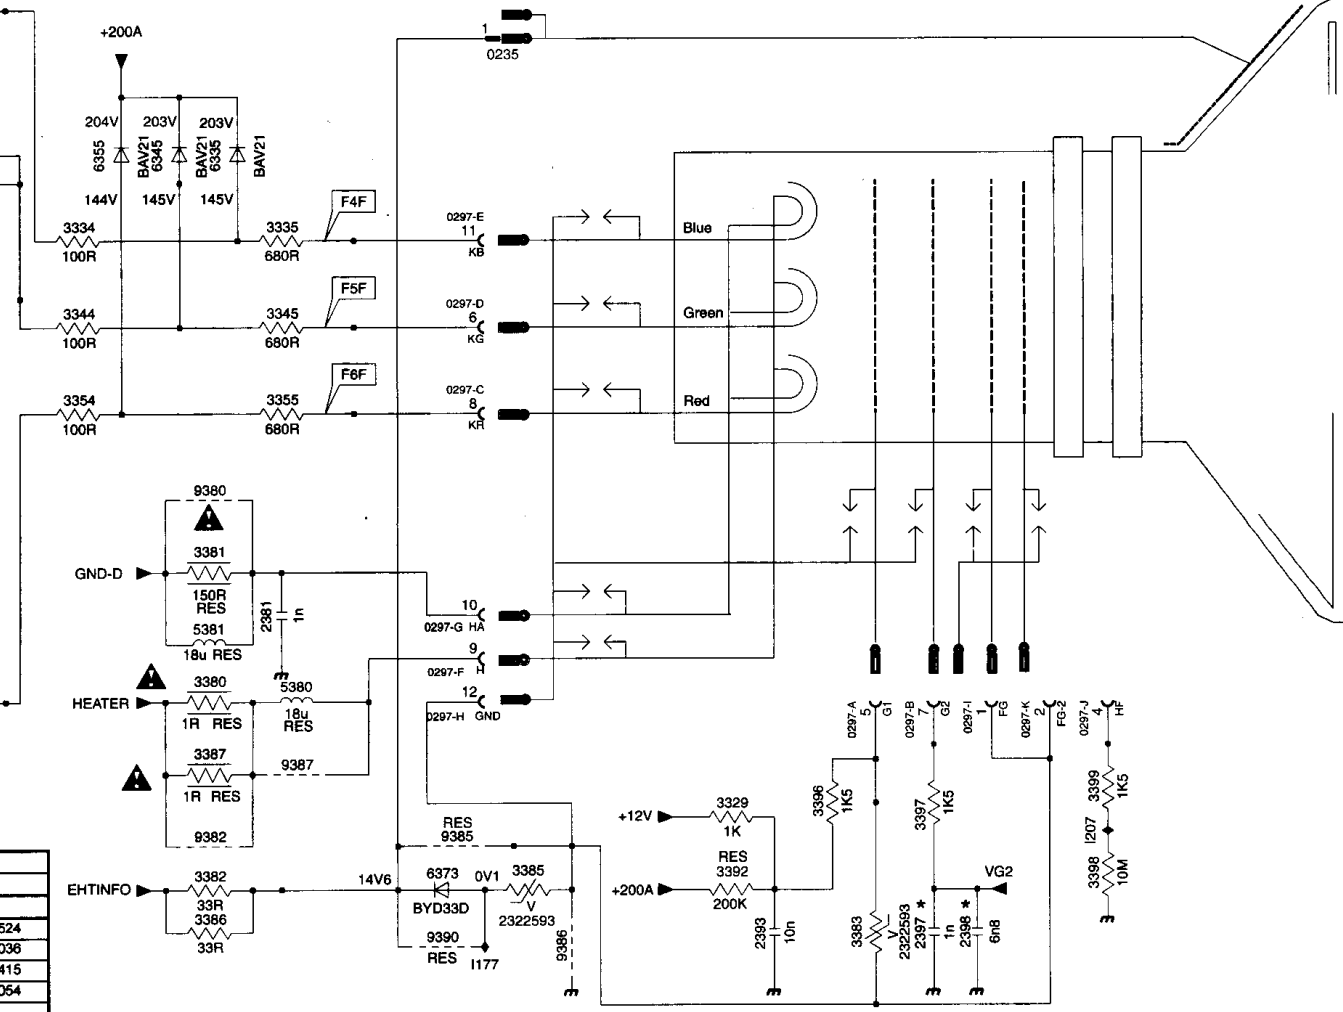 +200A
1
0235
204V
203V
203V
6355
BAV21
6345
BAV21
6335
BAV21
144V
145V
145V
F4F
3334
100R
3335
680R
0297-E
11
KB
Blue
F5F
3344
100R
3345
680R
0297-D
6
KG
Green
F6F
3354
100R
3355
680R
0297-C
8
KR
Red
9380
!
3381
GND-D
150R
RES
5381
18u RES
2381
1n
10
0297-G HA
9
0297-F H
12
0297-H GND
!
3380
HEATER
1R RES
5380
18u
RES
3387
!
1R RES
9387
9382
0297-A
5
G1
0297-B
7
G2
0297-I
1
FG
0297-K
2
FG-2
0297-J
4
HF
3396
1K5
3397
1K5
3399
1K5
I207
3398
10M
+12V
3329
1K
RES
3392
+200A
200K
2393
10n
3383
V
2322593
2397 *
1n
2398 *
6n8
VG2
RES
9385
EHTINFO
3382
33R
3386
33R
14V6
6373
BYD33D
0V1
3385
V
2322593
9390
RES
I177
9386
524
036
415
054